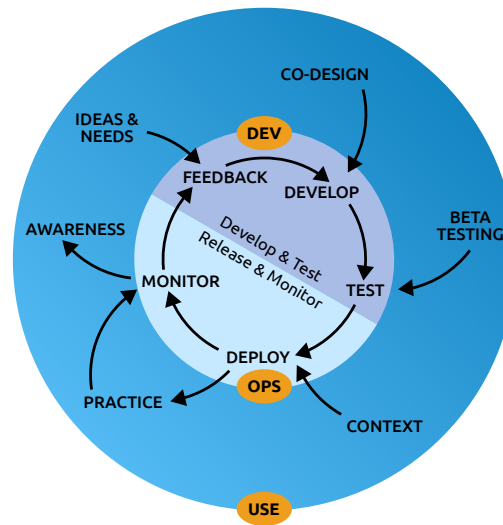 CO-DESIGN
IDEAS &
NEEDS
DEV
FEEDBACK
DEVELOP
AWARENESS
BETA
TESTING
Develop & Test
Release & Monitor
MONITOR
TEST
DEPLOY
OPS
PRACTICE
CONTEXT
USE